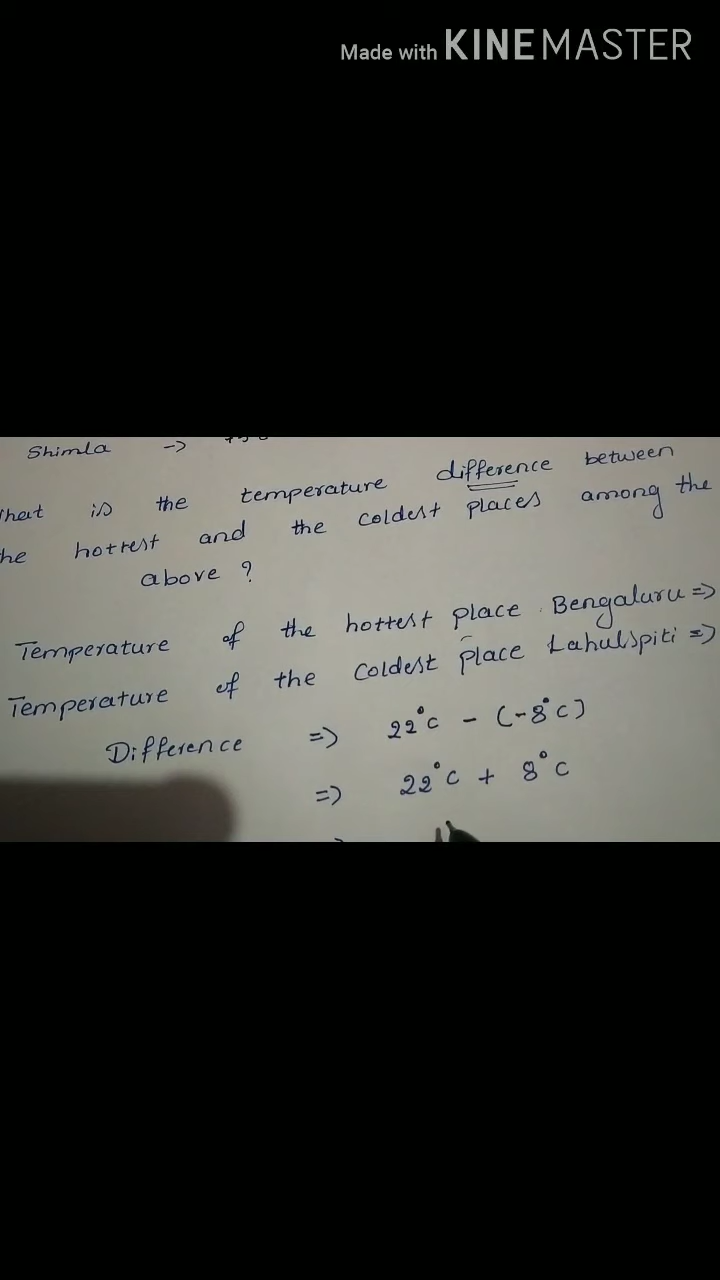 Made with KINEMASTER
Shimla ->
is the temperature difference between
hottest and the coldest places among the
above ?
Temperature of the hottest place Bengaluru =>
Temperature of the coldest place Lahulspiti =>
Difference => 22°C - (-8°C)
=> 22°C + 8°C